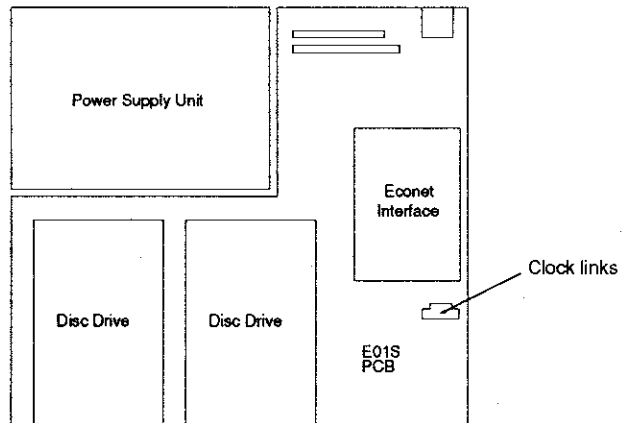 Power Supply Unit
Econet
Interface
Clock links
Disc Drive
Disc Drive
E01S
PCB